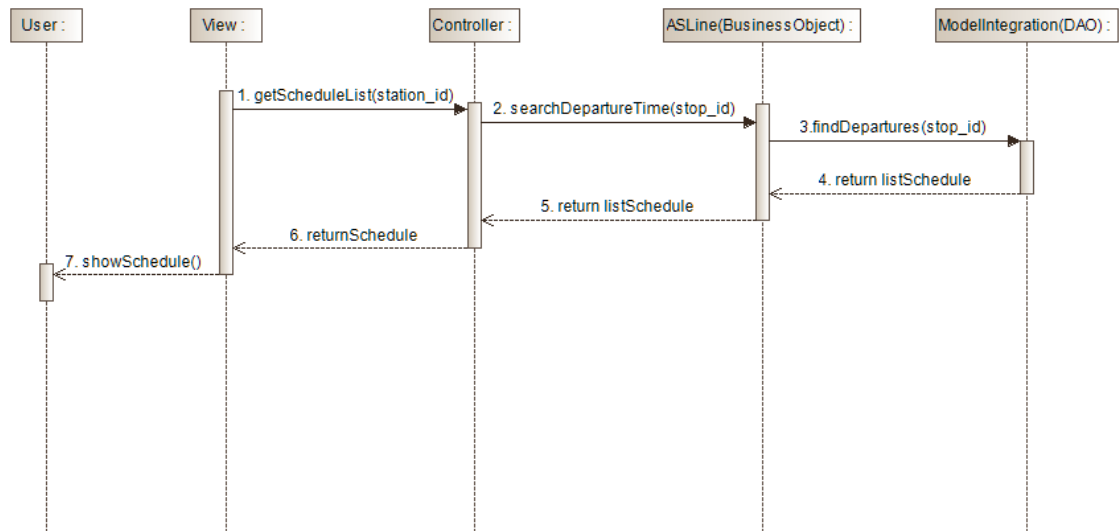 User :
View :
Controller :
ASLine(BusinessObject) :
ModelIntegration(DAO) :
1. getScheduleList(station_id)
2. searchDepartureTime(stop_id)
3.findDepartures(stop_id)
4. return listSchedule
5. return listSchedule
6. returnSchedule
7. showSchedule()